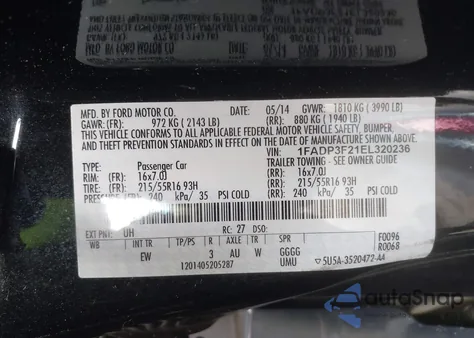 MFD. BY FORD MOTOR CO.
DATE: 05/14 GVWR: 1810 KG (3990 LB)
GAWR: (FR): 972 KG (2143 LB) (RR): 880 KG (1940 LB)
THIS VEHICLE CONFORMS TO ALL APPLICABLE FEDERAL MOTOR VEHICLE SAFETY, BUMPER,
AND THEFT PREVENTION STANDARDS IN EFFECT ON THE DATE OF MANUFACTURE SHOWN
ABOVE.
VIN: 1FADP3F21EL320236
TYPE: Passenger Car TRAILER TOWING - SEE OWNER GUIDE
RIM: (FR) 16x7.0J (RR): 16x7.0J
TIRE: (FR) 215/55R16 93H (RR): 215/55R16 93H
PRESSURE: (FR) 240 kPa/ 35 PSI COLD (RR): 240 kPa/ 35 PSI COLD
EXT PNT: UH RC: 27 DSO: F0096
WB INT TR TP/PS R AXLE TR SPR R0068
EW 3 AU W GGGG
1201405205287 UMU 5U5A-3520472-AA
AutoSnap